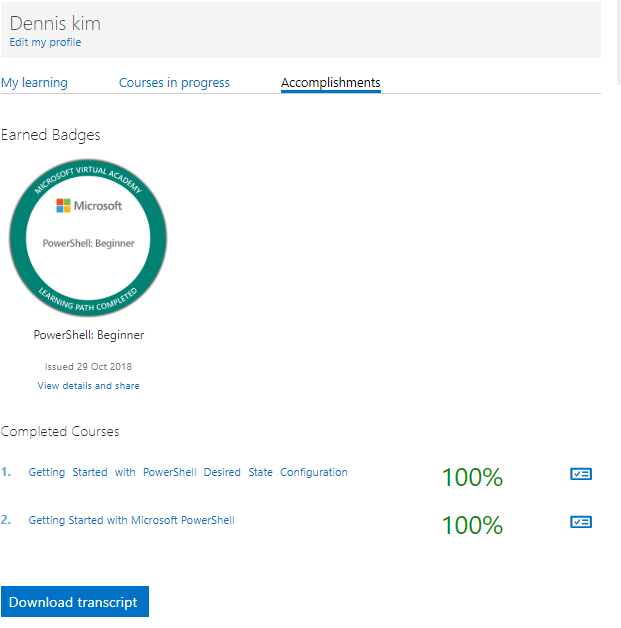 Dennis kim
Edit my profile
My learning Courses in progress Accomplishments
Earned Badges
MICROSOFT VIRTUAL ACADEMY
Microsoft
PowerShell: Beginner
LEARNING PATH COMPLETED
PowerShell: Beginner
Issued 29 Oct 2018
View details and share
Completed Courses
1. Getting Started with PowerShell Desired State Configuration 100%
2. Getting Started with Microsoft PowerShell 100%
Download transcript